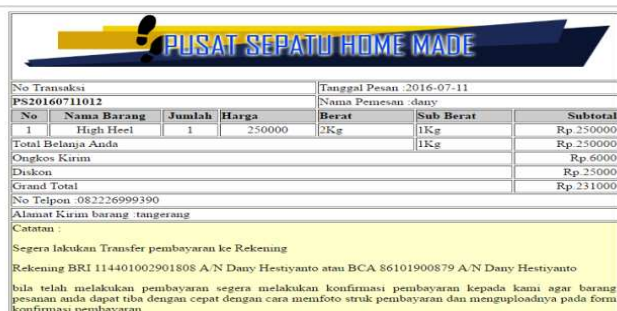 PUSAT SEPATU HOME MADE
No Transaksi Tanggal Pesan :2016-07-11
PS20160711012 Nama Pemesan :dany
No Nama Barang Jumlah Harga Berat Sub Berat Subtotal
1 High Heel 1 250000 2Kg 1Kg Rp.250000
Total Belanja Anda 1Kg Rp.250000
Ongkos Kirim Rp.6000
Diskon Rp.25000
Grand Total Rp.231000
No Telpon :082226999390
Alamat Kirim barang :tangerang
Catatan :
Segera lakukan Transfer pembayaran ke Rekening
Rekening BRI 114401002901808 A/N Dany Hestiyanto atau BCA 86101900879 A/N Dany Hestiyanto
bila telah melakukan pembayaran segera melakukan konfirmasi pembayaran kepada kami agar barang
pesanan anda dapat tiba dengan cepat dengan cara memfoto struk pembayaran dan menguploadnya pada form
konfirmasi pembayaran